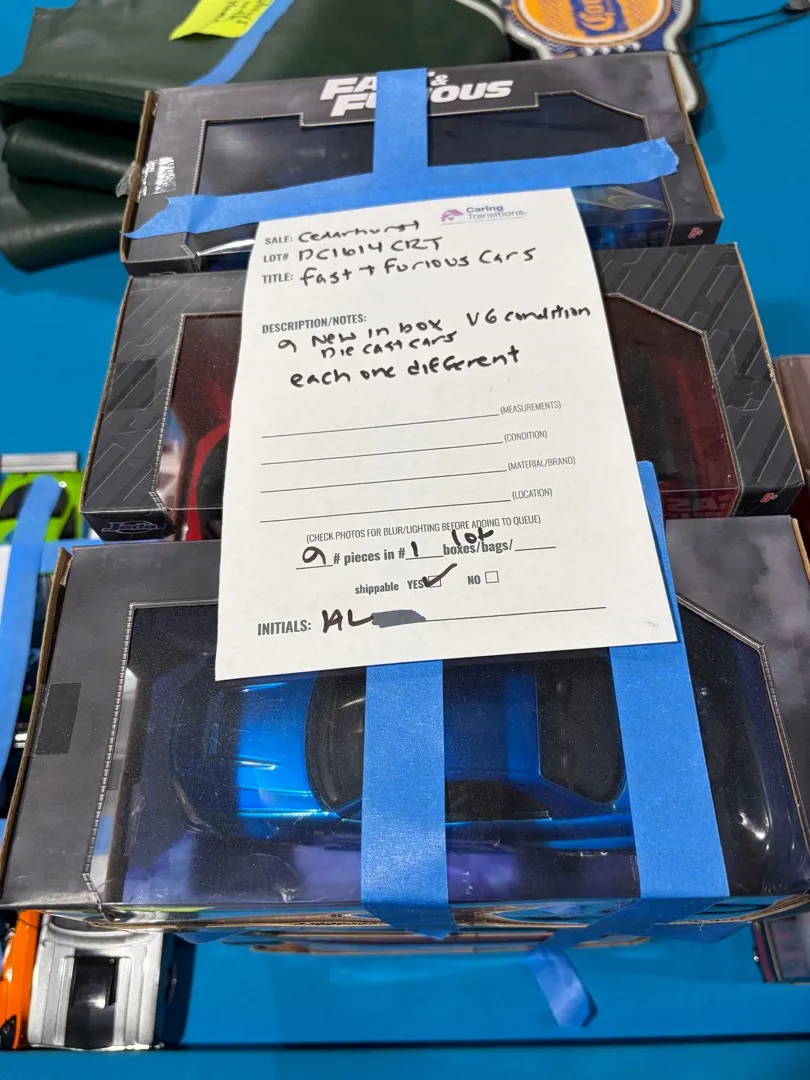 FAST & FURIOUS
Caring Transitions
SALE: Cedarhurst
LOT# DC1614 CRT
TITLE: Fast + Furious Cars
DESCRIPTION/NOTES:
9 New in box VG condition
Die cast cars
each one different
(MEASUREMENTS)
(CONDITION)
(MATERIAL/BRAND)
(LOCATION)
(CHECK PHOTOS FOR BLUR/LIGHTING BEFORE ADDING TO QUEUE)
9 # pieces in # 1 lot boxes/bags/
shippable YES NO
INITIALS: AL
Jada